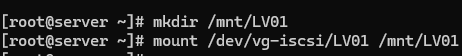 [root@server ~]# mkdir /mnt/LV01
[root@server ~]# mount /dev/vg-iscsi/LV01 /mnt/LV01